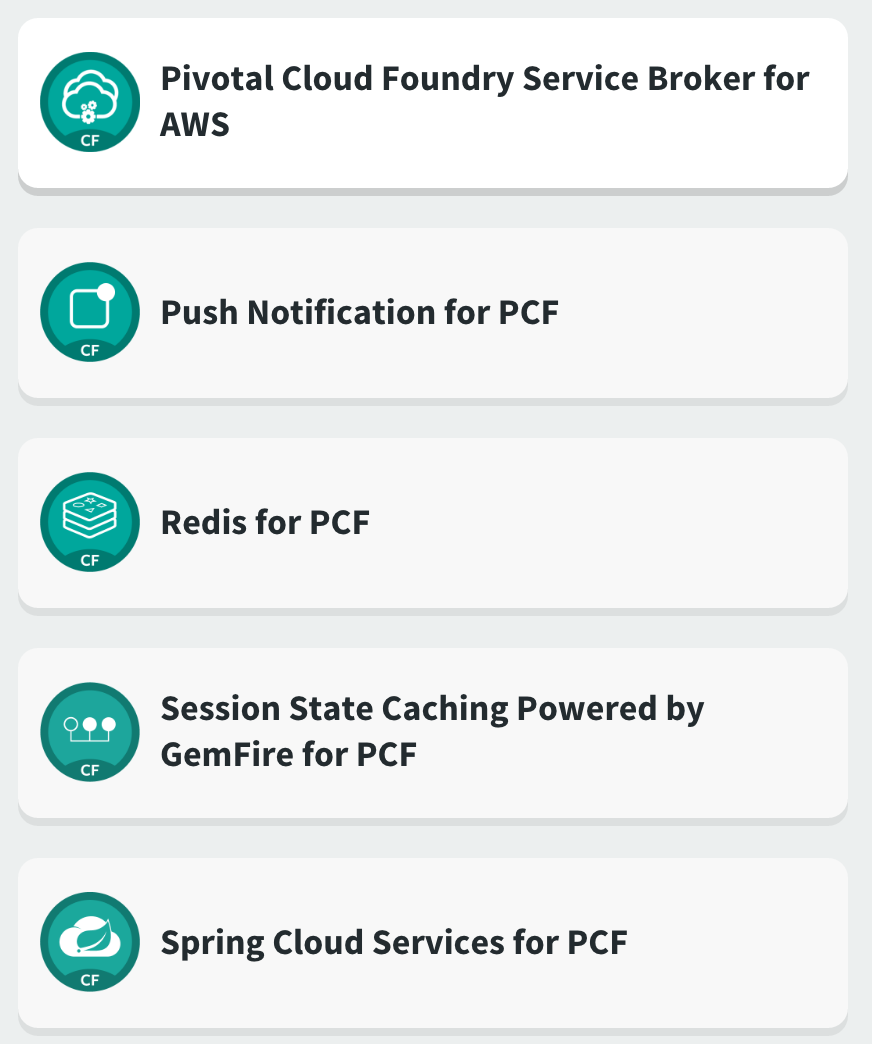 Pivotal Cloud Foundry Service Broker for
AWS
CF
Push Notification for PCF
CF
Redis for PCF
CF
Session State Caching Powered by
GemFire for PCF
CF
Spring Cloud Services for PCF
CF